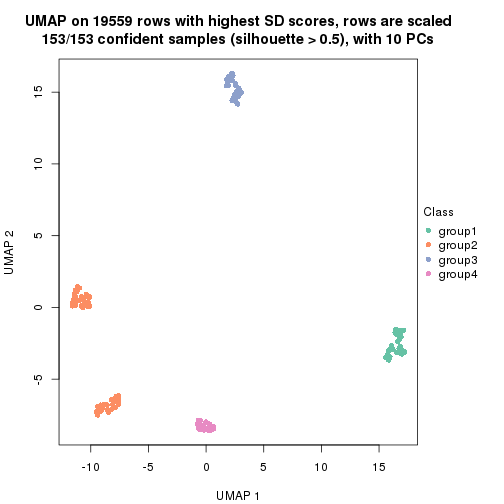 UMAP on 19559 rows with highest SD scores, rows are scaled
153/153 confident samples (silhouette > 0.5), with 10 PCs
15
10
5
0
-5
UMAP 2
-10 -5 0 5 10 15
UMAP 1
Class
group1
group2
group3
group4